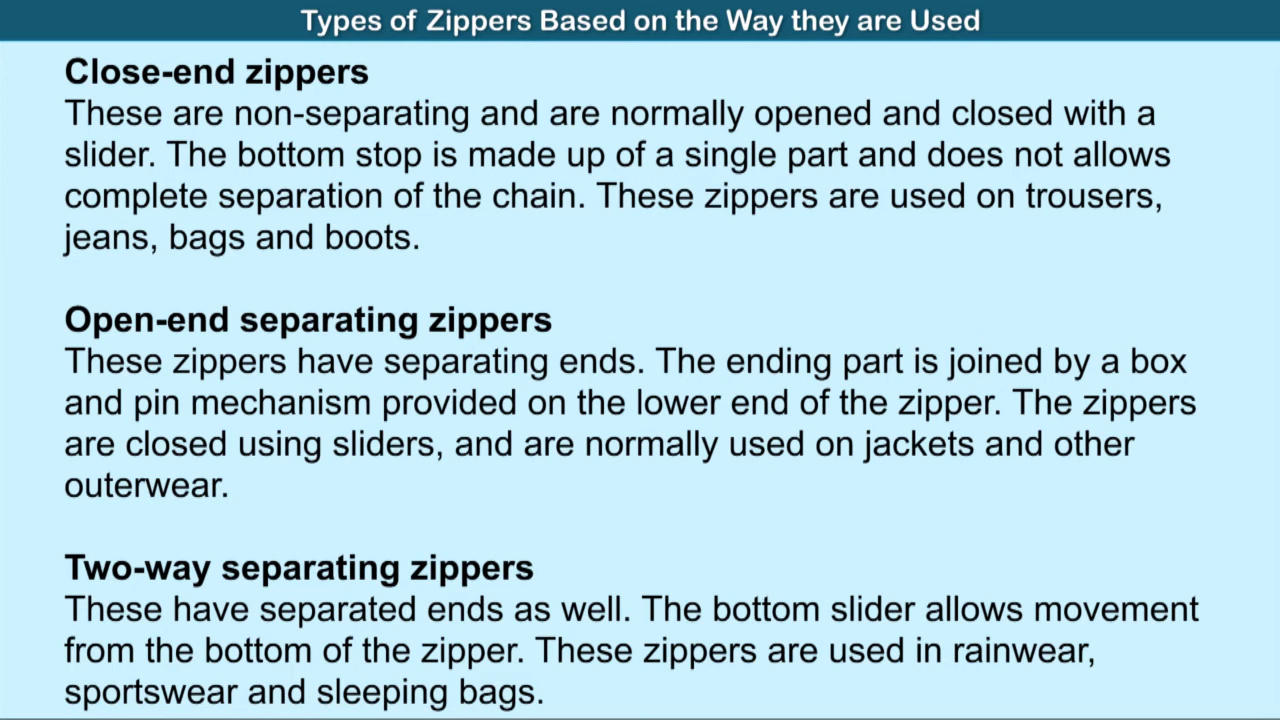 Types of Zippers Based on the Way they are Used
Close-end zippers
These are non-separating and are normally opened and closed with a
slider. The bottom stop is made up of a single part and does not allows
complete separation of the chain. These zippers are used on trousers,
jeans, bags and boots.
Open-end separating zippers
These zippers have separating ends. The ending part is joined by a box
and pin mechanism provided on the lower end of the zipper. The zippers
are closed using sliders, and are normally used on jackets and other
outerwear.
Two-way separating zippers
These have separated ends as well. The bottom slider allows movement
from the bottom of the zipper. These zippers are used in rainwear,
sportswear and sleeping bags.